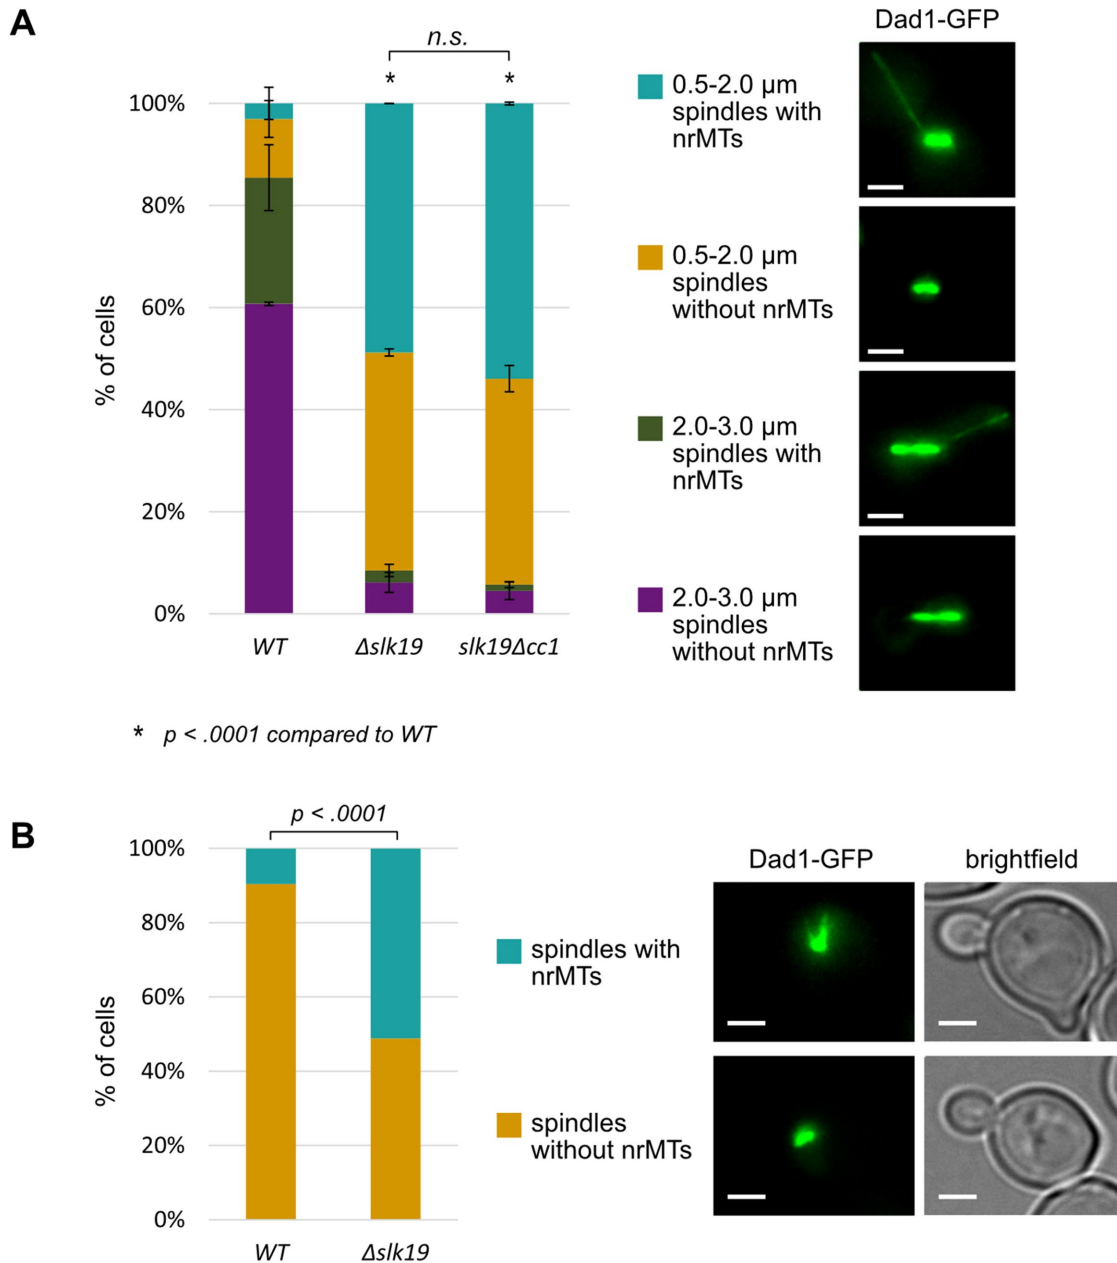 A
n.s.
*
*
100%
80%
60%
40%
20%
0%
% of cells
WT
Δslk19
slk19Δcc1
0.5-2.0 µm
spindles with
nrMTs
0.5-2.0 µm
spindles
without nrMTs
2.0-3.0 µm
spindles with
nrMTs
2.0-3.0 µm
spindles
without nrMTs
Dad1-GFP
* p < .0001 compared to WT
B
p < .0001
100%
80%
60%
40%
20%
0%
% of cells
WT
Δslk19
spindles with
nrMTs
spindles
without nrMTs
Dad1-GFP
brightfield